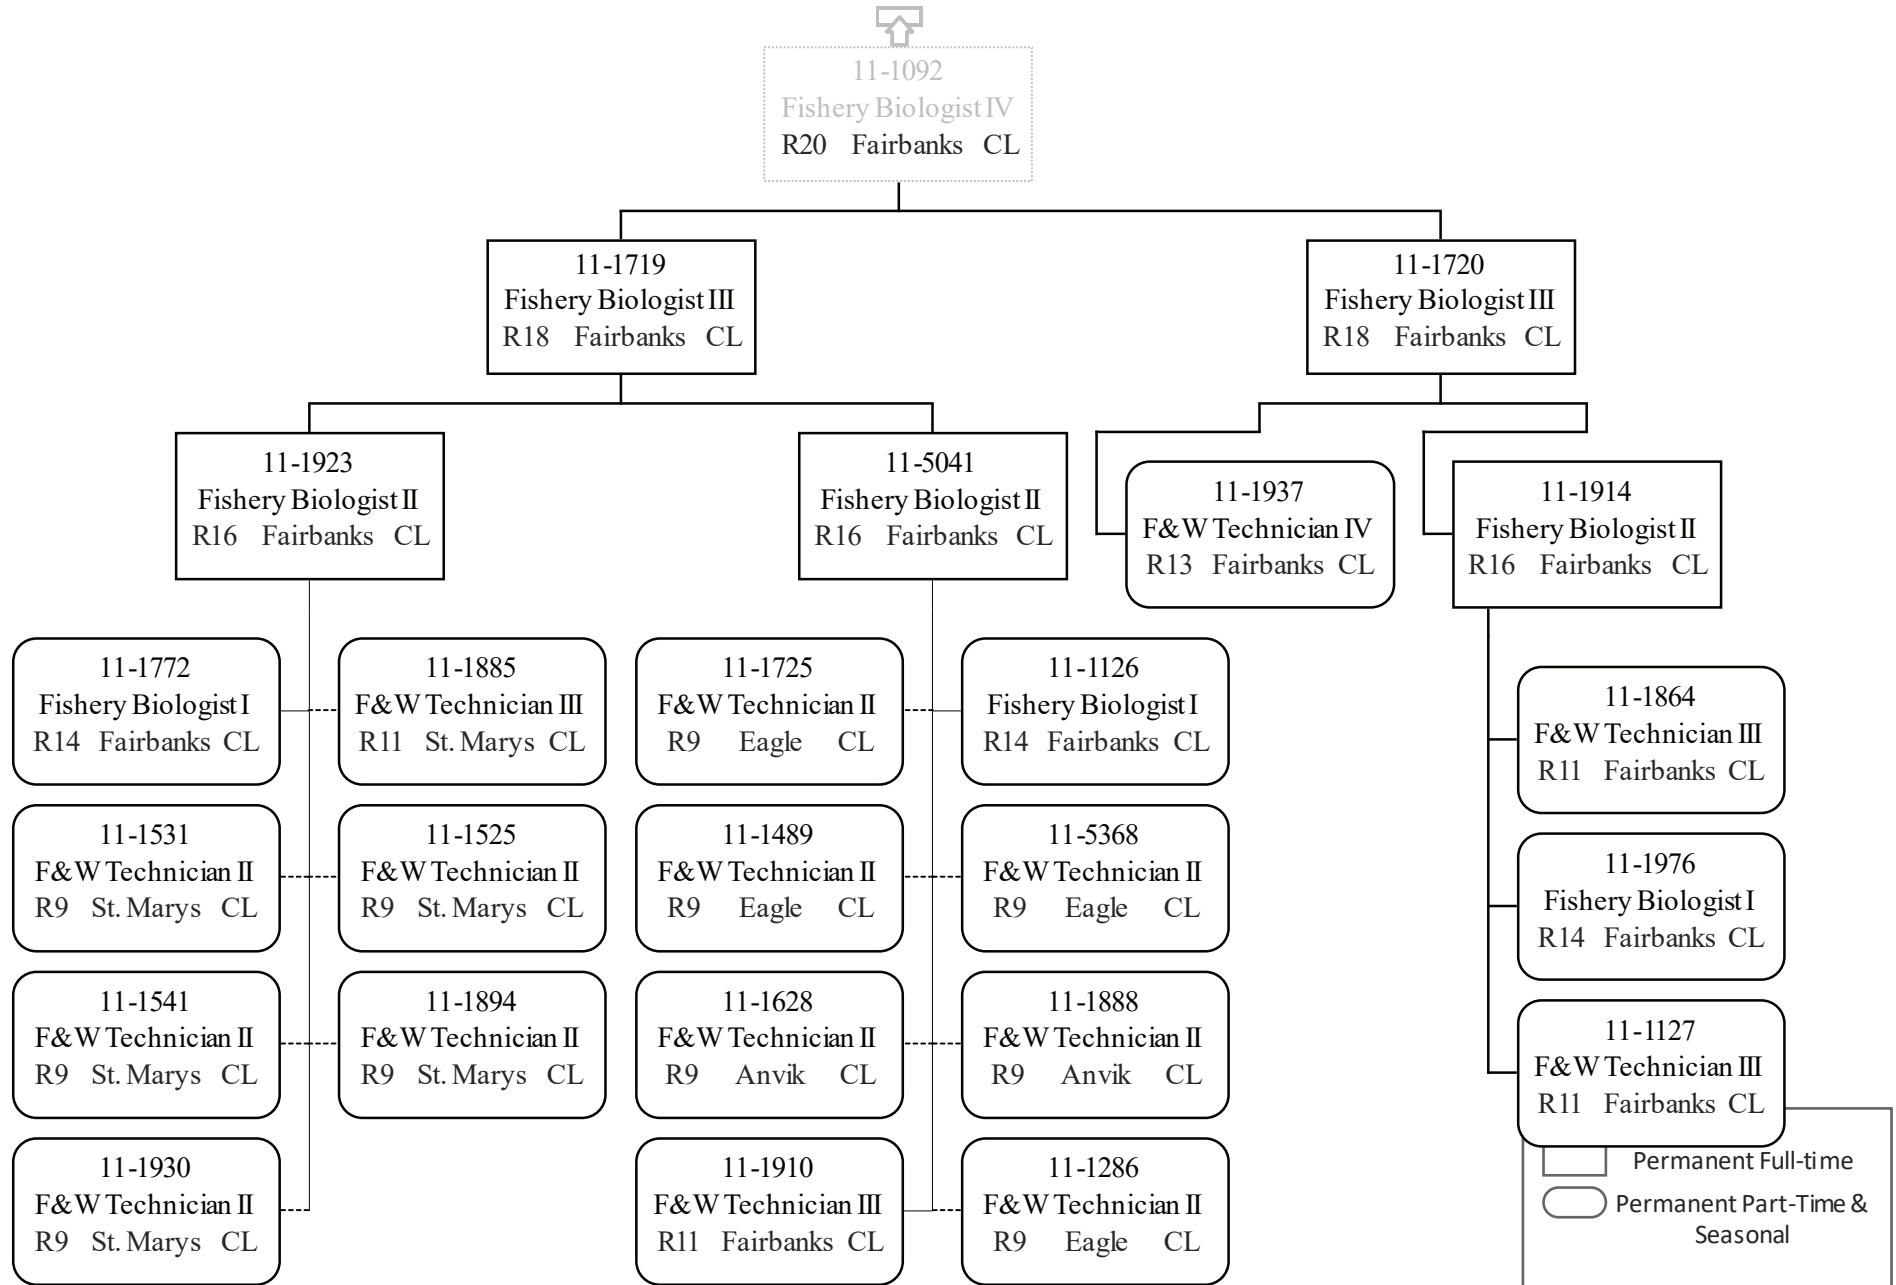 11-1092
Fishery Biologist IV
R20 Fairbanks CL
11-1719
Fishery Biologist III
R18 Fairbanks CL
11-1720
Fishery Biologist III
R18 Fairbanks CL
11-1923
Fishery Biologist II
R16 Fairbanks CL
11-5041
Fishery Biologist II
R16 Fairbanks CL
11-1937
F&W Technician IV
R13 Fairbanks CL
11-1914
Fishery Biologist II
R16 Fairbanks CL
11-1772
Fishery Biologist I
R14 Fairbanks CL
11-1885
F&W Technician III
R11 St. Marys CL
11-1725
F&W Technician II
R9 Eagle CL
11-1126
Fishery Biologist I
R14 Fairbanks CL
11-1864
F&W Technician III
R11 Fairbanks CL
11-1531
F&W Technician II
R9 St. Marys CL
11-1525
F&W Technician II
R9 St. Marys CL
11-1489
F&W Technician II
R9 Eagle CL
11-5368
F&W Technician II
R9 Eagle CL
11-1976
Fishery Biologist I
R14 Fairbanks CL
11-1541
F&W Technician II
R9 St. Marys CL
11-1894
F&W Technician II
R9 St. Marys CL
11-1628
F&W Technician II
R9 Anvik CL
11-1888
F&W Technician II
R9 Anvik CL
11-1127
F&W Technician III
R11 Fairbanks CL
11-1930
F&W Technician II
R9 St. Marys CL
11-1910
F&W Technician III
R11 Fairbanks CL
11-1286
F&W Technician II
R9 Eagle CL
Permanent Full-time
Permanent Part-Time &
Seasonal